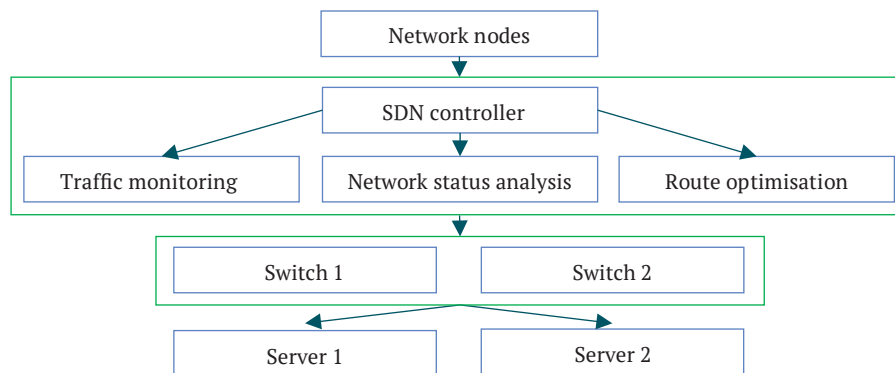 Network nodes
SDN controller
Traffic monitoring
Network status analysis
Route optimisation
Switch 1
Switch 2
Server 1
Server 2